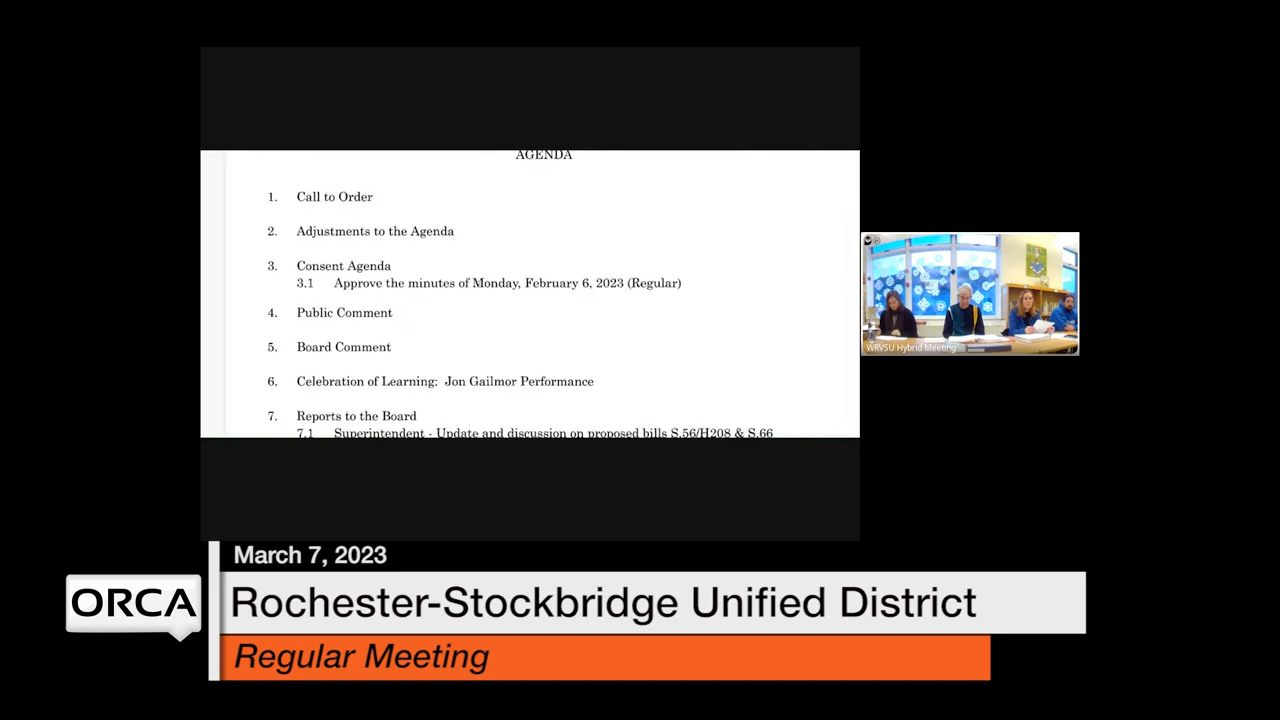 AGENDA
1. Call to Order
2. Adjustments to the Agenda
3. Consent Agenda
3.1 Approve the minutes of Monday, February 6, 2023 (Regular)
4. Public Comment
5. Board Comment
6. Celebration of Learning: Jon Gailmor Performance
7. Reports to the Board
7.1 Superintendent - Update and discussion on proposed bills S.56/H208 & S.66
WRVSU Hybrid Meeting
March 7, 2023
ORCA
Rochester-Stockbridge Unified District
Regular Meeting